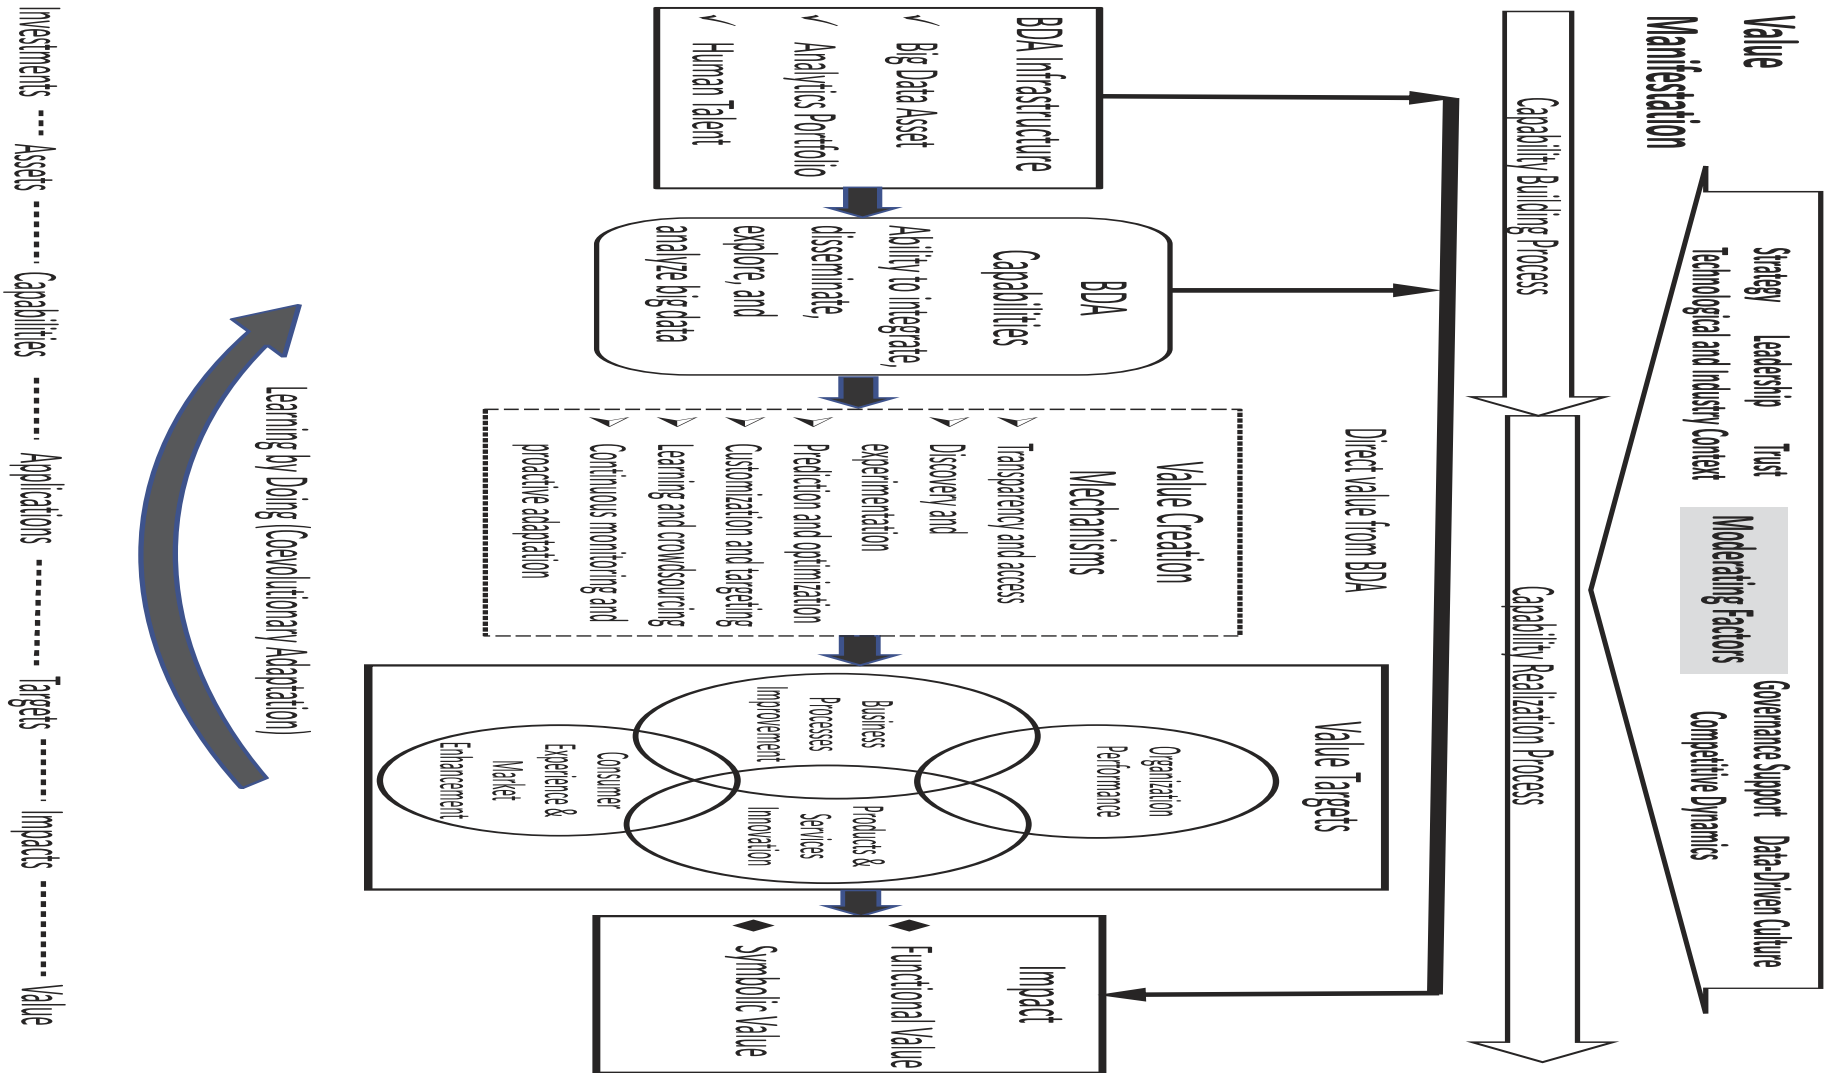 Value
Manifestation
Strategy Leadership Trust
Technological and Industry Context
Moderating Factors
Governance Support Data-Driven Culture
Competitive Dynamics
Capability Building Process
Capability Realization Process
Direct value from BDA
BDA Infrastructure
✓ Big Data Asset
✓ Analytics Portfolio
✓ Human Talent
BDA
Capabilities
Ability to integrate,
disseminate,
explore, and
analyze big data
Value Creation
Mechanisms
Transparency and access
Discovery and
experimentation
Prediction and optimization
Customization and targeting
Learning and crowdsourcing
Continuous monitoring and
proactive adaptation
Value Targets
Organization
Performance
Business
Processes
Improvement
Products &
Services
Innovation
Consumer
Experience &
Market
Enhancement
Impact
◆ Functional Value
◆ Symbolic Value
Learning by Doing (Coevolutionary Adaptation)
Investments Assets Capabilities Applications Targets Impacts Value